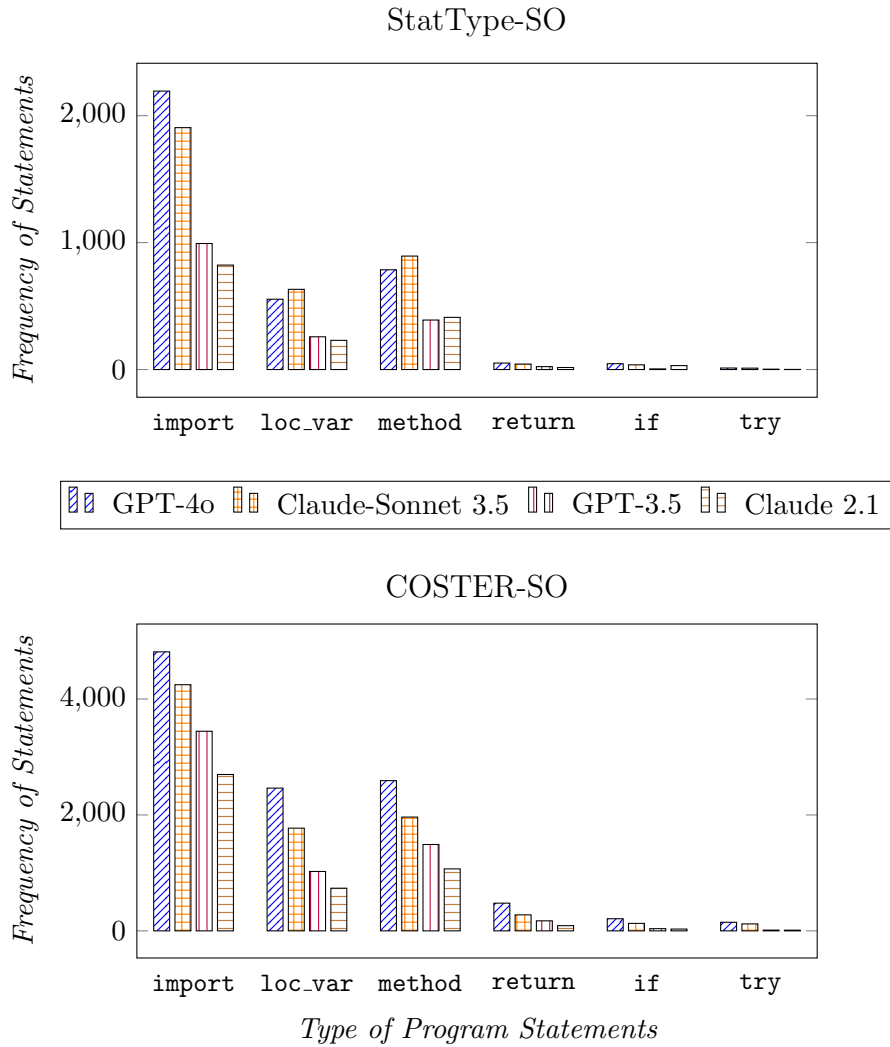 StatType-SO
Frequency of Statements
2,000
1,000
0
import loc_var method return if try
GPT-4o Claude-Sonnet 3.5 GPT-3.5 Claude 2.1
COSTER-SO
Frequency of Statements
4,000
2,000
0
import loc_var method return if try
Type of Program Statements